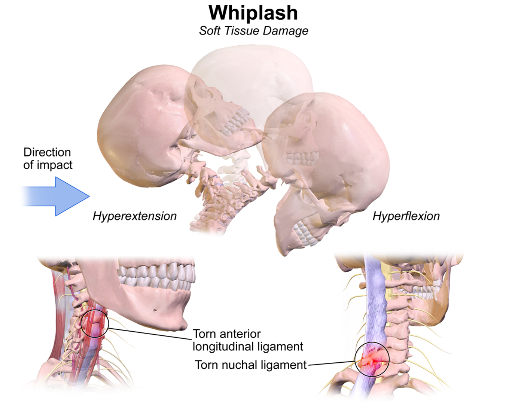 Whiplash
Soft Tissue Damage
Direction
of impact
Hyperextension
Hyperflexion
Torn anterior
longitudinal ligament
Torn nuchal ligament